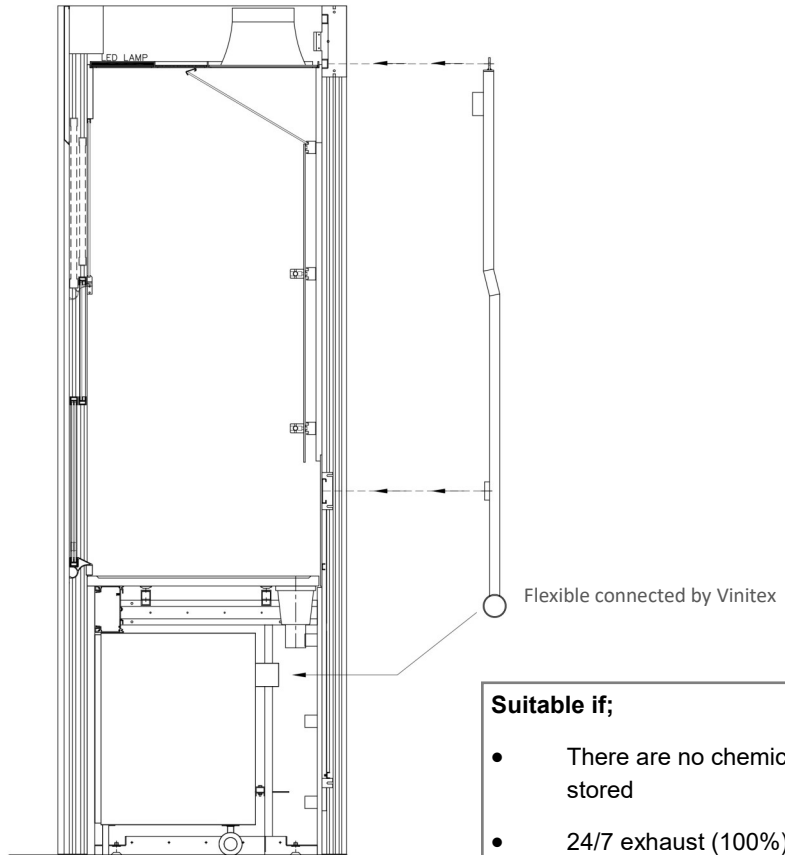 LED LAMP
Flexible connected by Vinitex
Suitable if;
• There are no chemic
stored
• 24/7 exhaust (100%)